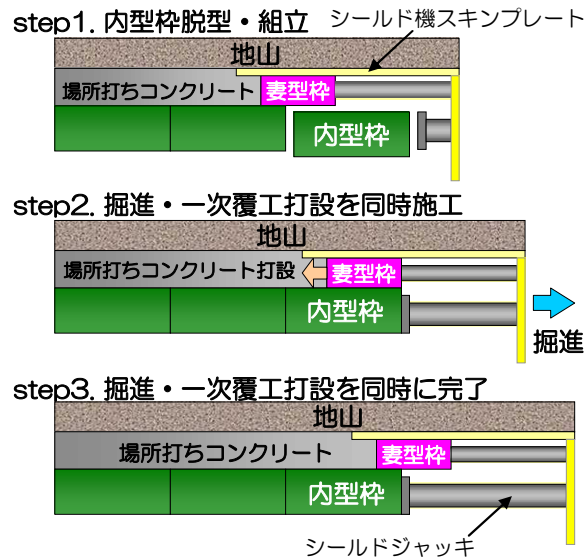 step1. 内型枠脱型・組立
シールド機スキンプレート
地山
場所打ちコンクリート
妻型枠
内型枠
step2. 掘進・一次覆工打設を同時施工
地山
場所打ちコンクリート打設
妻型枠
内型枠
掘進
step3. 掘進・一次覆工打設を同時に完了
地山
場所打ちコンクリート
妻型枠
内型枠
シールドジャッキ